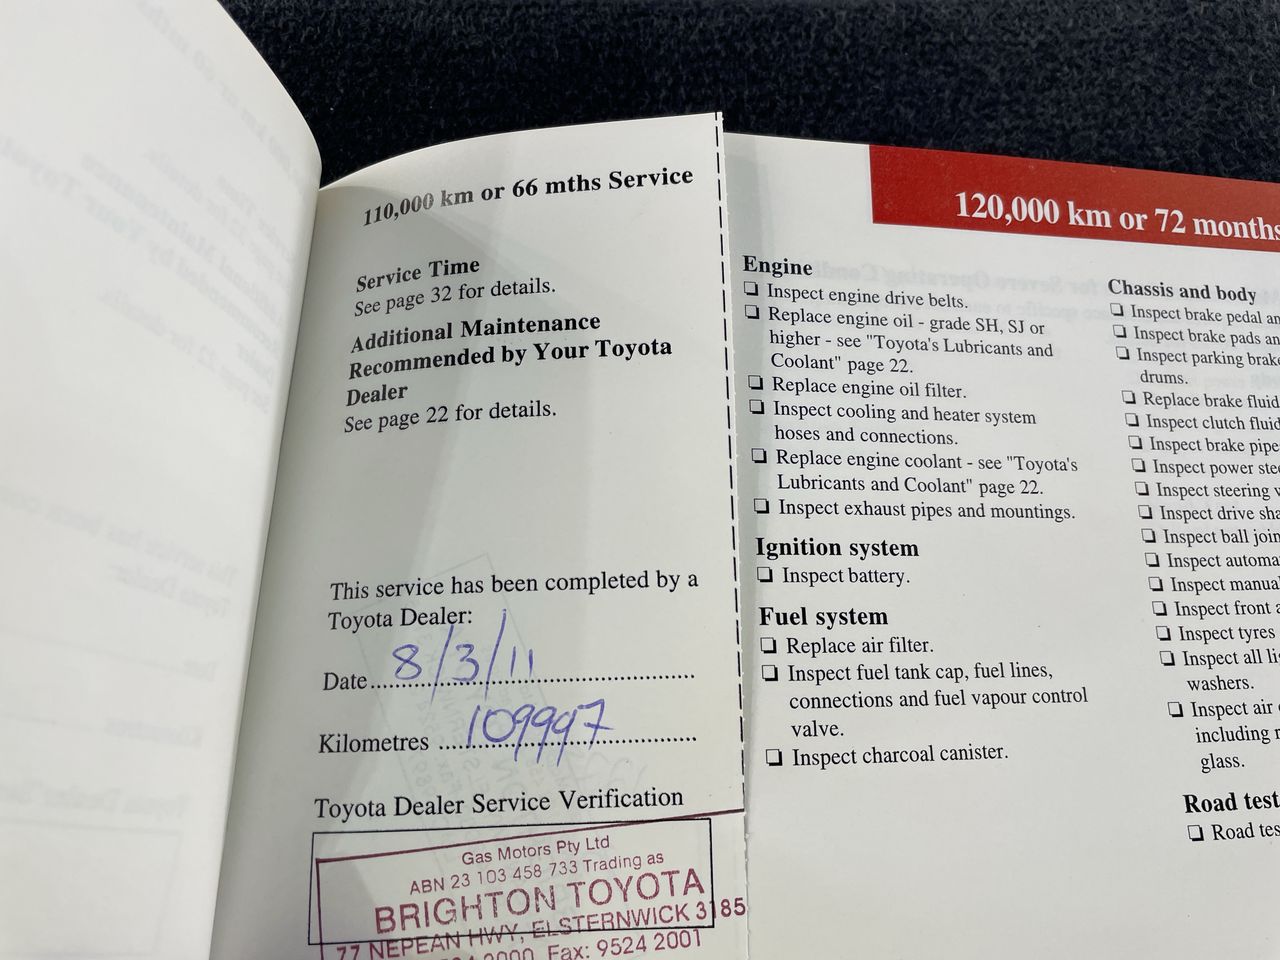 110,000 km or 66 mths Service
Service Time
See page 32 for details.
Additional Maintenance
Recommended by Your Toyota
Dealer
See page 22 for details.
This service has been completed by a
Toyota Dealer:
Date 8/3/11
Kilometres 109997
Toyota Dealer Service Verification
Gas Motors Pty Ltd
ABN 23 103 458 733 Trading as
BRIGHTON TOYOTA
77 NEPEAN HWY, ELSTERNWICK 3185
Fax: 9524 2001
120,000 km or 72 months
Engine
❏ Inspect engine drive belts.
❏ Replace engine oil - grade SH, SJ or
higher - see "Toyota's Lubricants and
Coolant" page 22.
❏ Replace engine oil filter.
❏ Inspect cooling and heater system
hoses and connections.
❏ Replace engine coolant - see "Toyota's
Lubricants and Coolant" page 22.
❏ Inspect exhaust pipes and mountings.
Ignition system
❏ Inspect battery.
Fuel system
❏ Replace air filter.
❏ Inspect fuel tank cap, fuel lines,
connections and fuel vapour control
valve.
❏ Inspect charcoal canister.
Chassis and body
❏ Inspect brake pedal
❏ Inspect brake pads
❏ Inspect parking brake
drums.
❏ Replace brake fluid
❏ Inspect clutch fluid
❏ Inspect brake pipe
❏ Inspect power
❏ Inspect steering
❏ Inspect drive
❏ Inspect ball
❏ Inspect
❏ Inspect
❏ Inspect front
❏ Inspect tyres
❏ Inspect all
washers.
❏ Inspect air
including
glass.
Road test
❏ Road